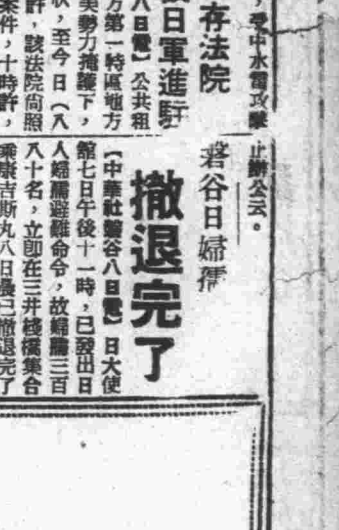 ，受中水雷攻擊
存法院
日軍進駐
八日電】公共租
方第一特區地方
美勢力掩護下，
狀，至今日（八
許，該法院尙照
案件，十時許，
止辦公云。
磐谷日婦孺
撤退完了
【中華社磐谷八日電】日大使
館七日午後十一時，已發出日
人婦孺避難命令，故婦孺三百
八十名，立卽在三井棧橋集合
乘崇吉斯丸八日晨已撤退完了